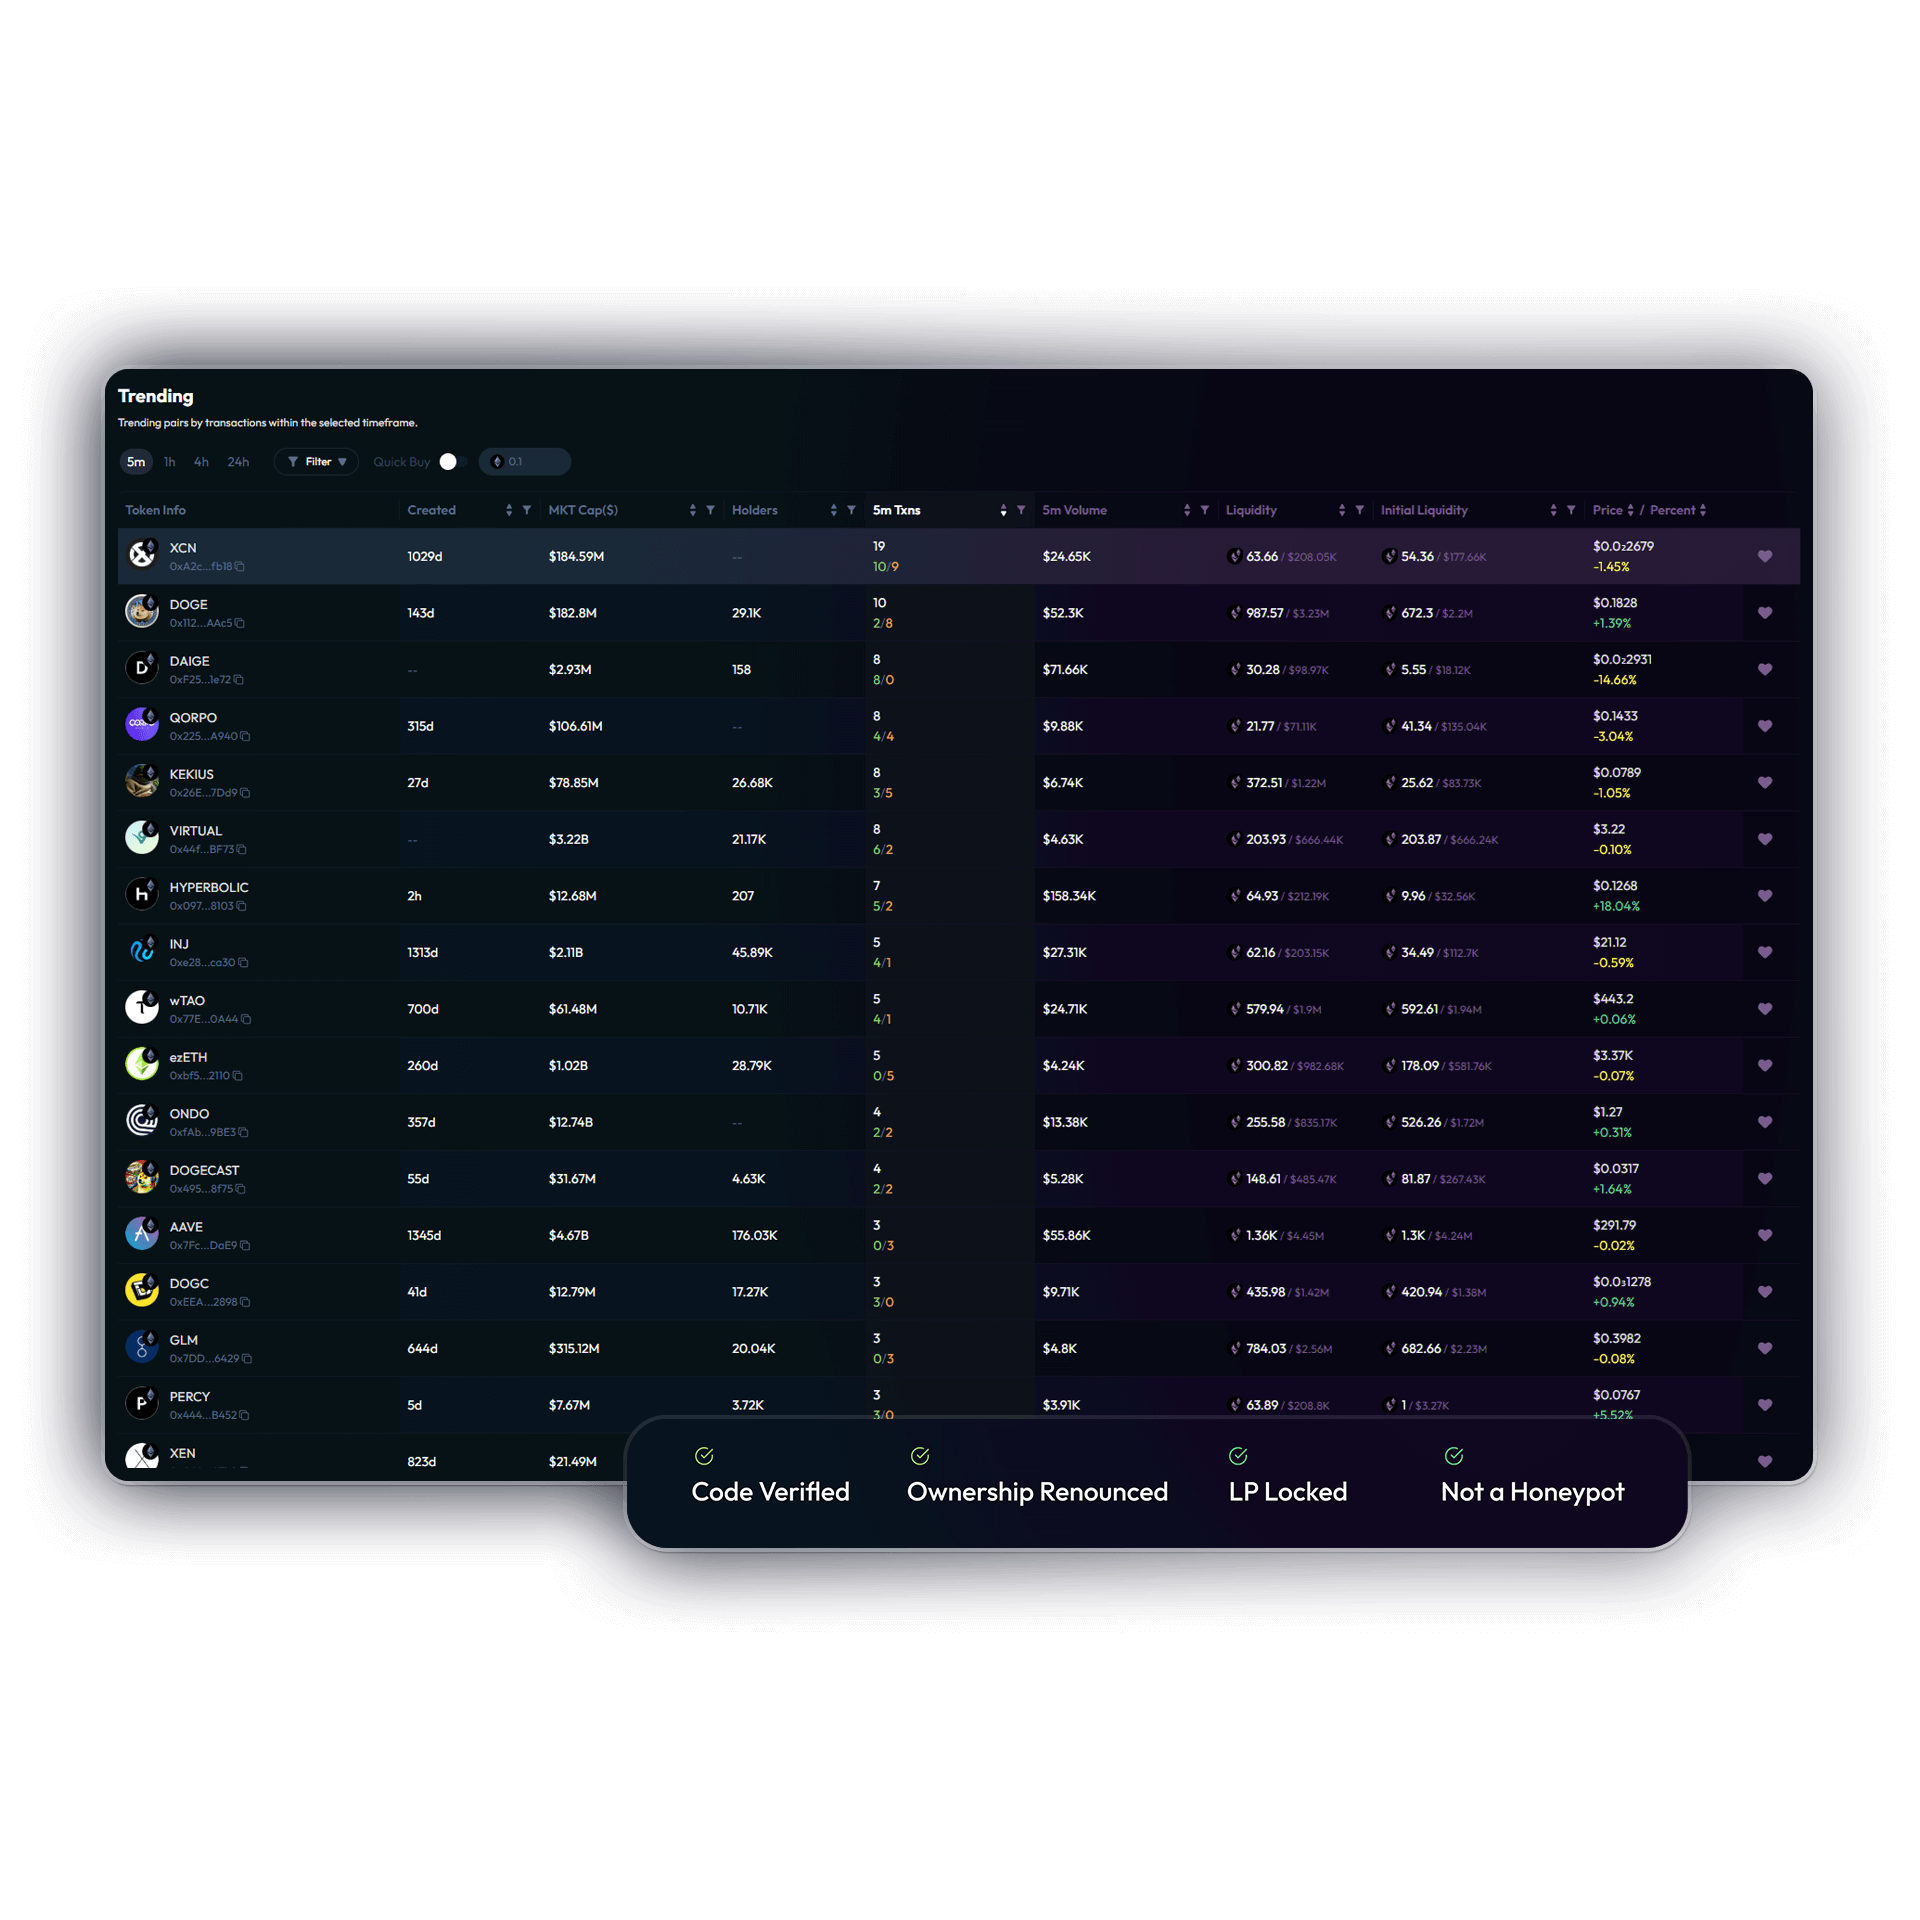 Trending
Trending pairs by transactions within the selected timeframe.
5m 1h 4h 24h Filter Quick Buy 0.1
Token Info Created MKT Cap($) Holders 5m Txns 5m Volume Liquidity Initial Liquidity Price / Percent
XCN 1029d $184.59M -- 19 $24.65K 63.66 / $208.05K 54.36 / $177.66K $0.0₂2679
0xA2c...fb18 10/9 -1.45%
DOGE 143d $182.8M 29.1K 10 $52.3K 987.57 / $3.23M 672.3 / $2.2M $0.1828
0x112...AAc5 2/8 +1.39%
DAIGE -- $2.93M 158 8 $71.66K 30.28 / $98.97K 5.55 / $18.12K $0.0₂2931
0xF25...1e72 8/0 -14.66%
QORPO 315d $106.61M -- 8 $9.88K 21.77 / $71.11K 41.34 / $135.04K $0.1433
0x225...A940 4/4 -3.04%
KEKIUS 27d $78.85M 26.68K 8 $6.74K 372.51 / $1.22M 25.62 / $83.73K $0.0789
0x26E...7Dd9 3/5 -1.05%
VIRTUAL -- $3.22B 21.17K 8 $4.63K 203.93 / $666.44K 203.87 / $666.24K $3.22
0x44f...BF73 6/2 -0.10%
HYPERBOLIC 2h $12.68M 207 7 $158.34K 64.93 / $212.19K 9.96 / $32.56K $0.1268
0x097...8103 5/2 +18.04%
INJ 1313d $2.11B 45.89K 5 $27.31K 62.16 / $203.15K 34.49 / $112.7K $21.12
0xe28...ca30 4/1 -0.59%
wTAO 700d $61.48M 10.71K 5 $24.71K 579.94 / $1.9M 592.61 / $1.94M $443.2
0x77E...0A44 4/1 +0.06%
ezETH 260d $1.02B 28.79K 5 $4.24K 300.82 / $982.68K 178.09 / $581.76K $3.37K
0xbf5...2110 0/5 -0.07%
ONDO 357d $12.74B -- 4 $13.38K 255.58 / $835.17K 526.26 / $1.72M $1.27
0xfAb...9BE3 2/2 +0.31%
DOGECAST 55d $31.67M 4.63K 4 $5.28K 148.61 / $485.47K 81.87 / $267.43K $0.0317
0x495...8f75 2/2 +1.64%
AAVE 1345d $4.67B 176.03K 3 $55.86K 1.36K / $4.45M 1.3K / $4.24M $291.79
0x7Fc...DaE9 0/3 -0.02%
DOGC 41d $12.79M 17.27K 3 $9.71K 435.98 / $1.42M 420.94 / $1.38M $0.0₃1278
0xEEA...2898 3/0 +0.94%
GLM 644d $315.12M 20.04K 3 $4.8K 784.03 / $2.56M 682.66 / $2.23M $0.3982
0x7DD...6429 0/3 -0.08%
PERCY 5d $7.67M 3.72K 3 $3.91K 63.89 / $208.8K 1 / $3.27K $0.0767
0x444...B452 3/0 +5.52%
XEN 823d $21.49M
Code Verified Ownership Renounced LP Locked Not a Honeypot